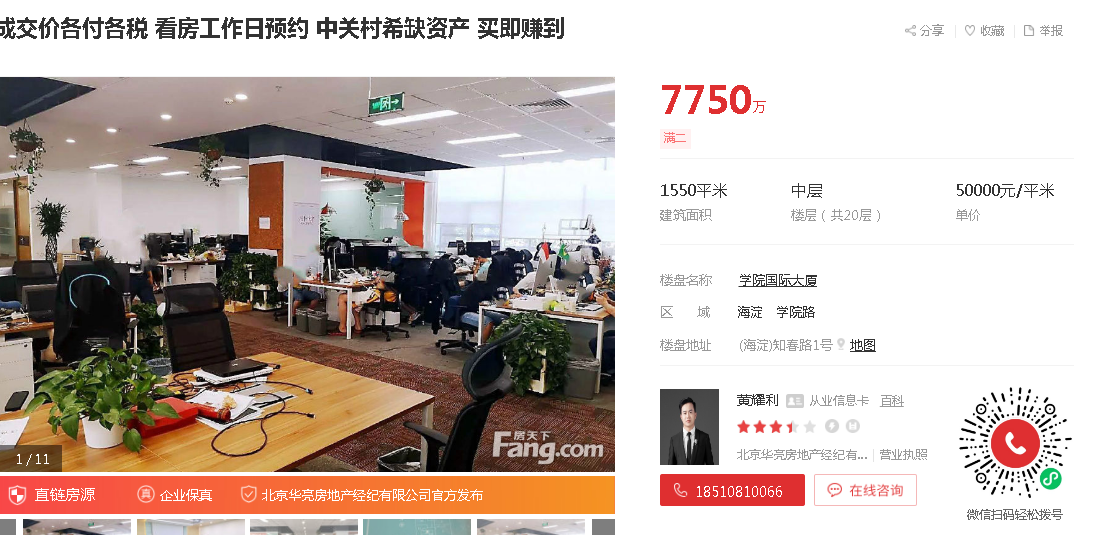 成交价各付各税 看房工作日预约 中关村希缺资产 买即赚到
分享 收藏 举报
7750万
满二
1550平米 中层 50000元/平米
建筑面积 楼层（共20层） 单价
楼盘名称 学院国际大厦
区 域 海淀 学院路
楼盘地址 (海淀)知春路1号 地图
黄耀利 从业信息卡 百科
北京华亮房地产经纪有... 营业执照
18510810066 在线咨询
微信扫码轻松拨号
房天下
Fang.com
1 / 11
直链房源 真 企业保真 北京华亮房地产经纪有限公司官方发布